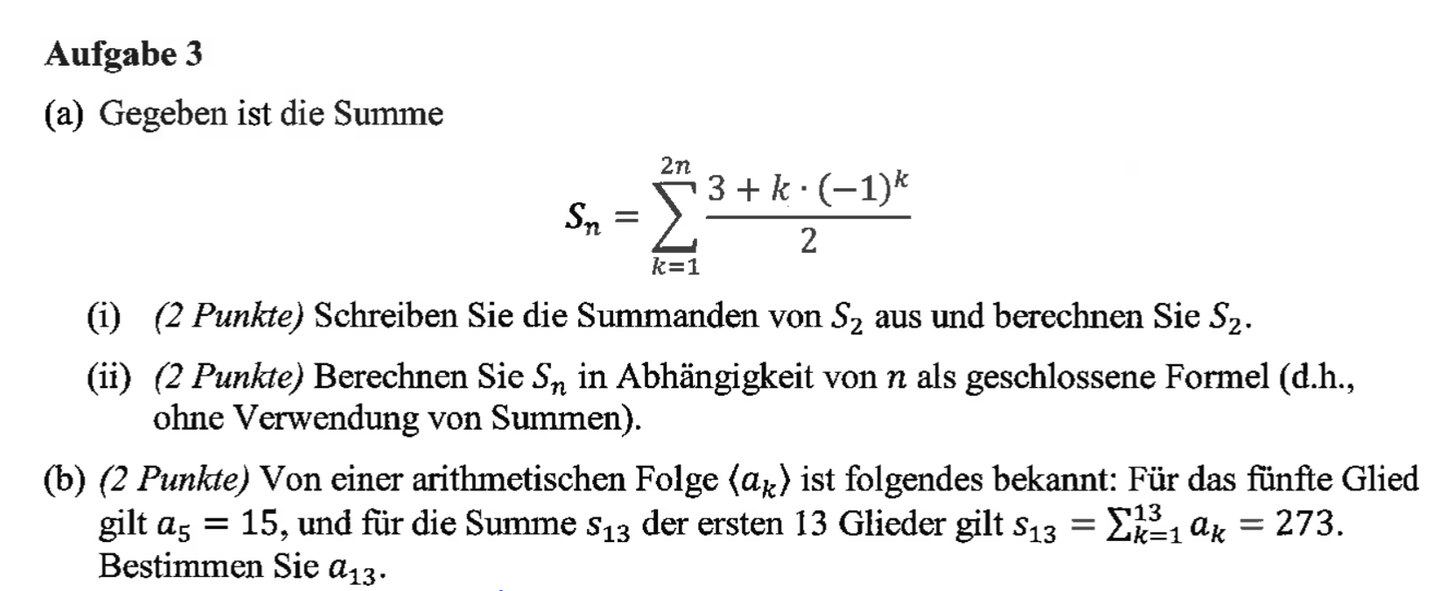 Aufgabe 3
(a) Gegeben ist die Summe
$S_n = \sum_{k=1}^{2n} \frac{3 + k \cdot (-1)^k}{2}$
(i) (2 Punkte) Schreiben Sie die Summanden von $S_2$ aus und berechnen Sie $S_2$.
(ii) (2 Punkte) Berechnen Sie $S_n$ in Abhängigkeit von $n$ als geschlossene Formel (d.h.,
ohne Verwendung von Summen).
(b) (2 Punkte) Von einer arithmetischen Folge $\langle a_k \rangle$ ist folgendes bekannt: Für das fünfte Glied
gilt $a_5 = 15$, und für die Summe $s_{13}$ der ersten 13 Glieder gilt $s_{13} = \sum_{k=1}^{13} a_k = 273$.
Bestimmen Sie $a_{13}$.